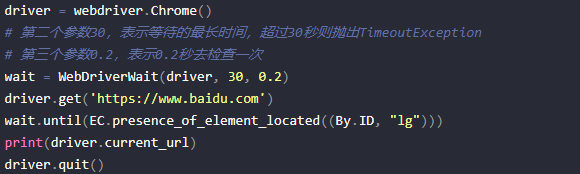 driver = webdriver.Chrome()
# 第二个参数30，表示等待的最长时间，超过30秒则抛出TimeoutException
# 第三个参数0.2，表示0.2秒去检查一次
wait = WebDriverWait(driver, 30, 0.2)
driver.get('https://www.baidu.com')
wait.until(EC.presence_of_element_located((By.ID, "lg")))
print(driver.current_url)
driver.quit()